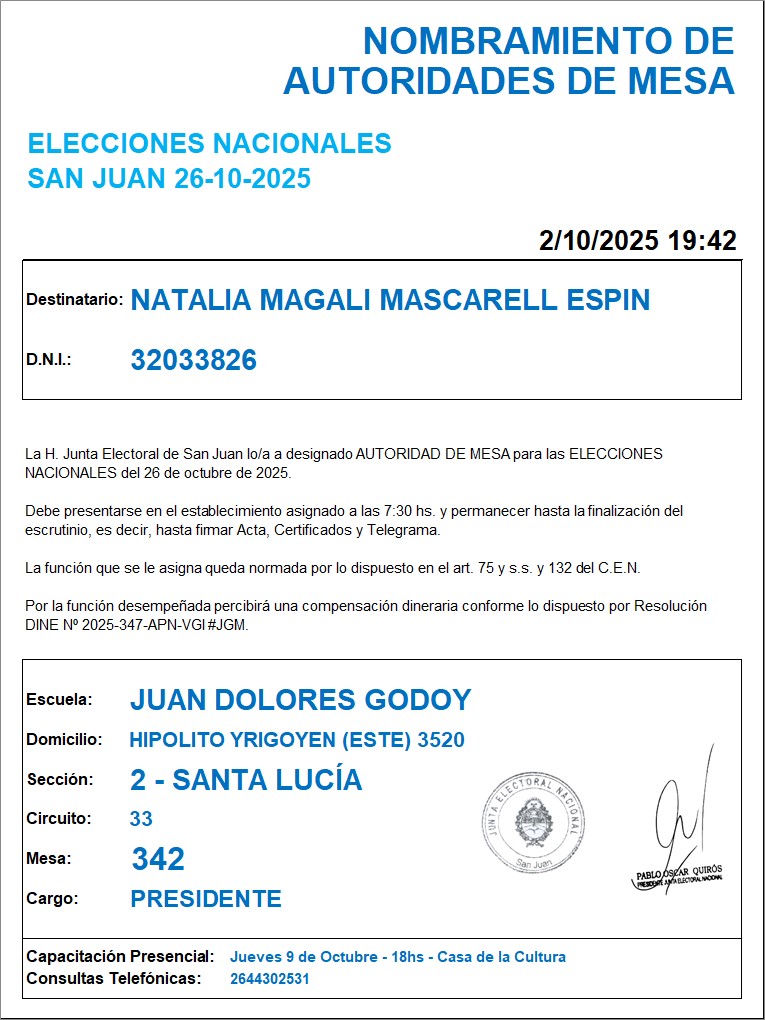 NOMBRAMIENTO DE
AUTORIDADES DE MESA
ELECCIONES NACIONALES
SAN JUAN 26-10-2025
2/10/2025 19:42
Destinatario: NATALIA MAGALI MASCARELL ESPIN
D.N.I.: 32033826
La H. Junta Electoral de San Juan lo/a a designado AUTORIDAD DE MESA para las ELECCIONES
NACIONALES del 26 de octubre de 2025.
Debe presentarse en el establecimiento asignado a las 7:30 hs. y permanecer hasta la finalización del
escrutinio, es decir, hasta firmar Acta, Certificados y Telegrama.
La función que se le asigna queda normada por lo dispuesto en el art. 75 y s.s. y 132 del C.E.N.
Por la función desempeñada percibirá una compensación dineraria conforme lo dispuesto por Resolución
DINE Nº 2025-347-APN-VGI#JGM.
Escuela: JUAN DOLORES GODOY
Domicilio: HIPOLITO YRIGOYEN (ESTE) 3520
Sección: 2 - SANTA LUCÍA
Circuito: 33
Mesa: 342
Cargo: PRESIDENTE
JUNTA ELECTORAL NACIONAL
San Juan
PABLO OSCAR QUIRÓS
PRESIDENTE JUNTA ELECTORAL NACIONAL
Capacitación Presencial: Jueves 9 de Octubre - 18hs - Casa de la Cultura
Consultas Telefónicas: 2644302531